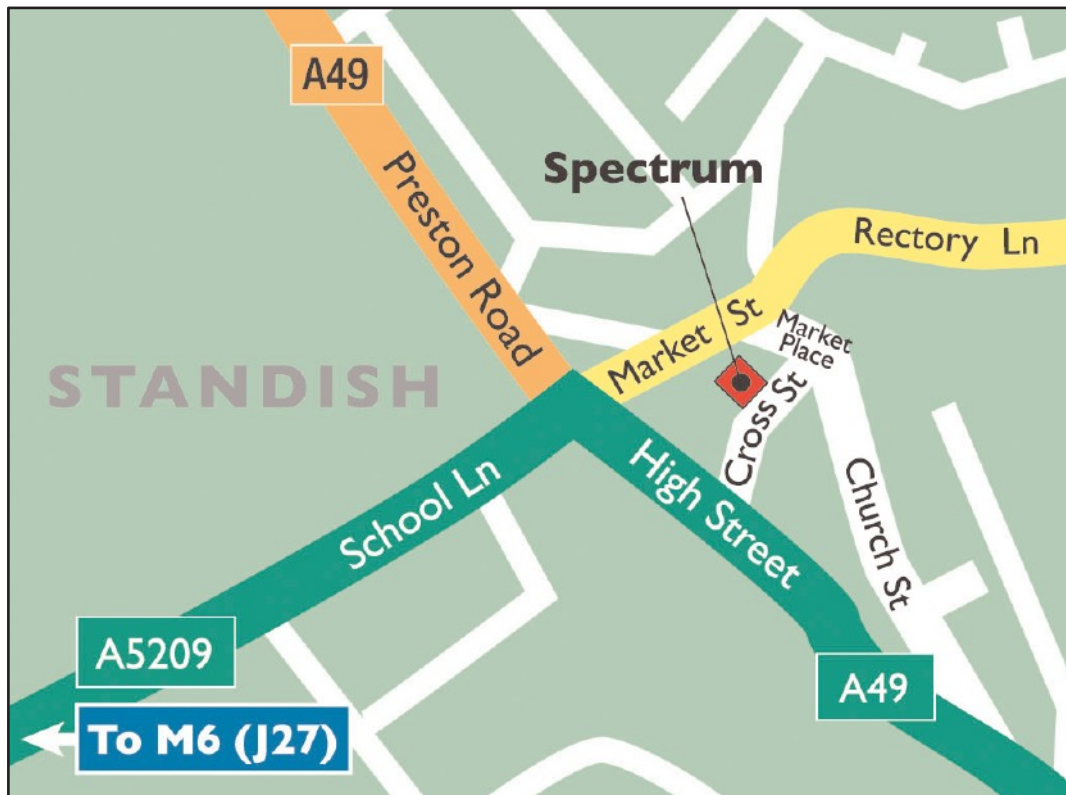 A49
Preston Road
Spectrum
Rectory Ln
Market St
Market
Place
STANDISH
Cross St
School Ln
High Street
Church St
A5209
A49
To M6 (J27)